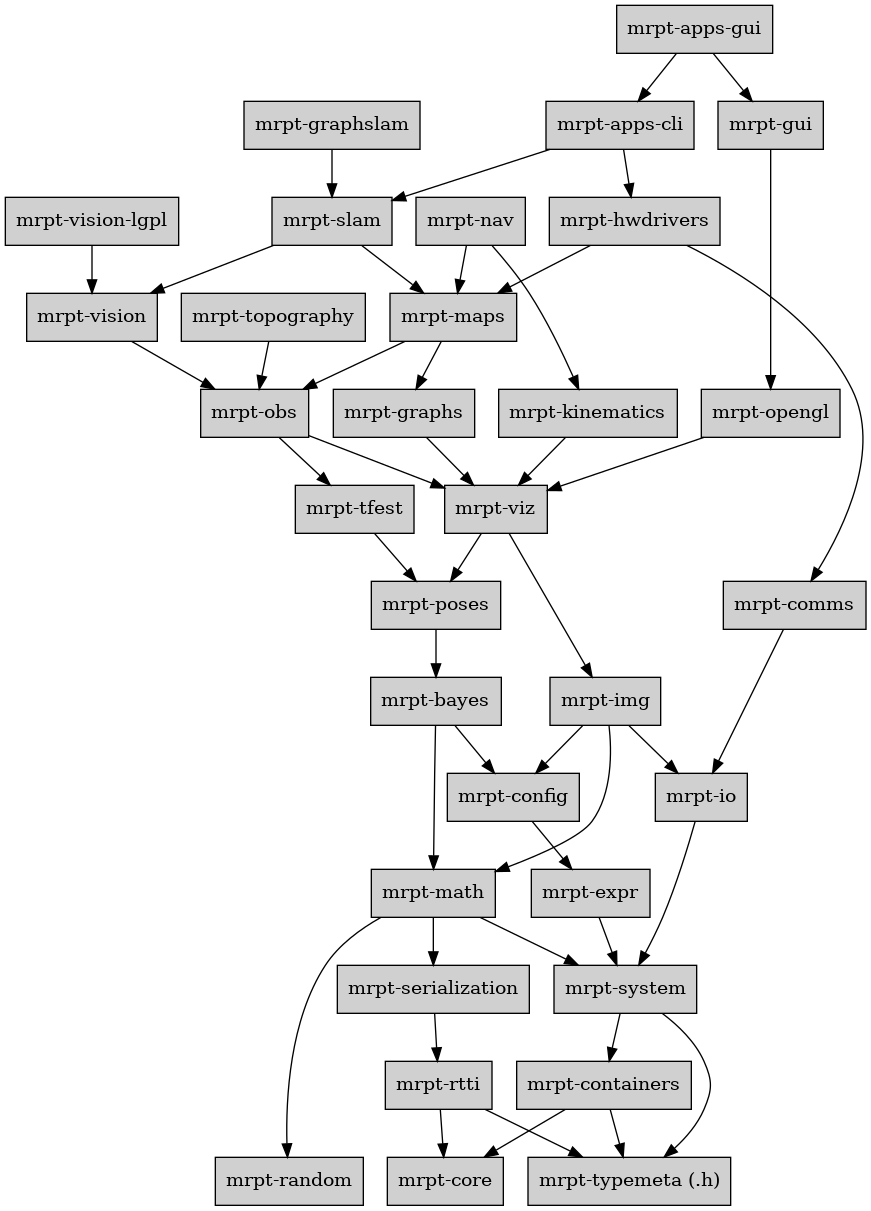 mrpt-apps-gui
mrpt-graphslam
mrpt-apps-cli
mrpt-gui
mrpt-vision-lgpl
mrpt-slam
mrpt-nav
mrpt-hwdrivers
mrpt-vision
mrpt-topography
mrpt-maps
mrpt-obs
mrpt-graphs
mrpt-kinematics
mrpt-opengl
mrpt-tfest
mrpt-viz
mrpt-poses
mrpt-comms
mrpt-bayes
mrpt-img
mrpt-config
mrpt-io
mrpt-math
mrpt-expr
mrpt-serialization
mrpt-system
mrpt-rtti
mrpt-containers
mrpt-random
mrpt-core
mrpt-typemeta (.h)